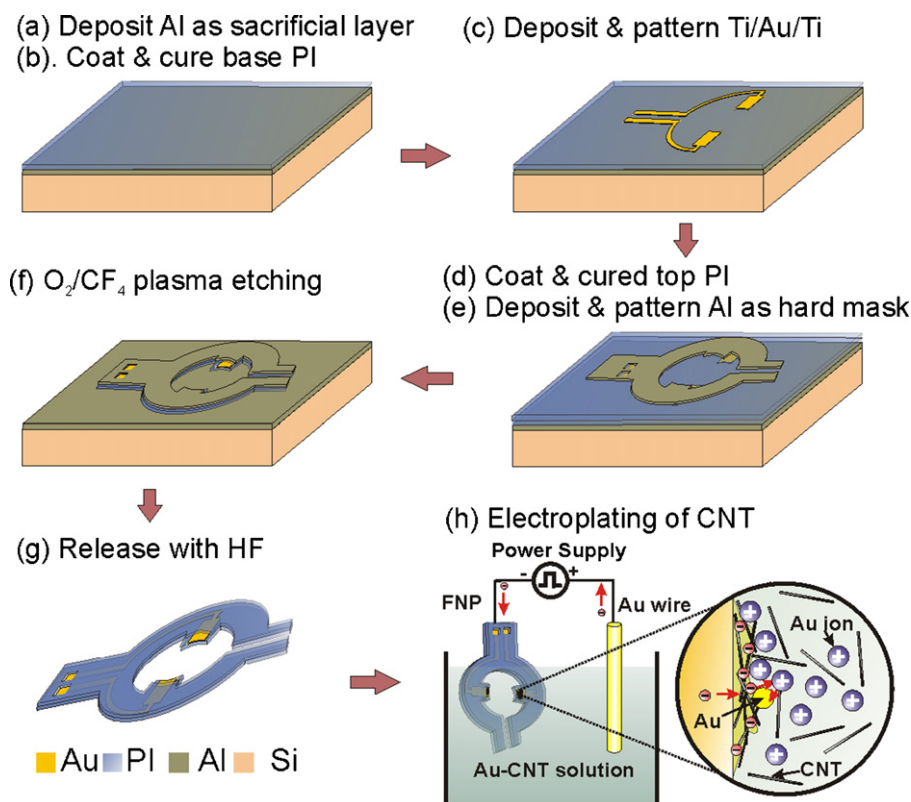 (a) Deposit Al as sacrificial layer
(b). Coat & cure base PI
(c) Deposit & pattern Ti/Au/Ti
(d) Coat & cured top PI
(e) Deposit & pattern Al as hard mask
(f) O₂/CF₄ plasma etching
(g) Release with HF
Au PI Al Si
(h) Electroplating of CNT
Power Supply
- +
FNP
Au wire
Au-CNT solution
Au ion
Au
CNT